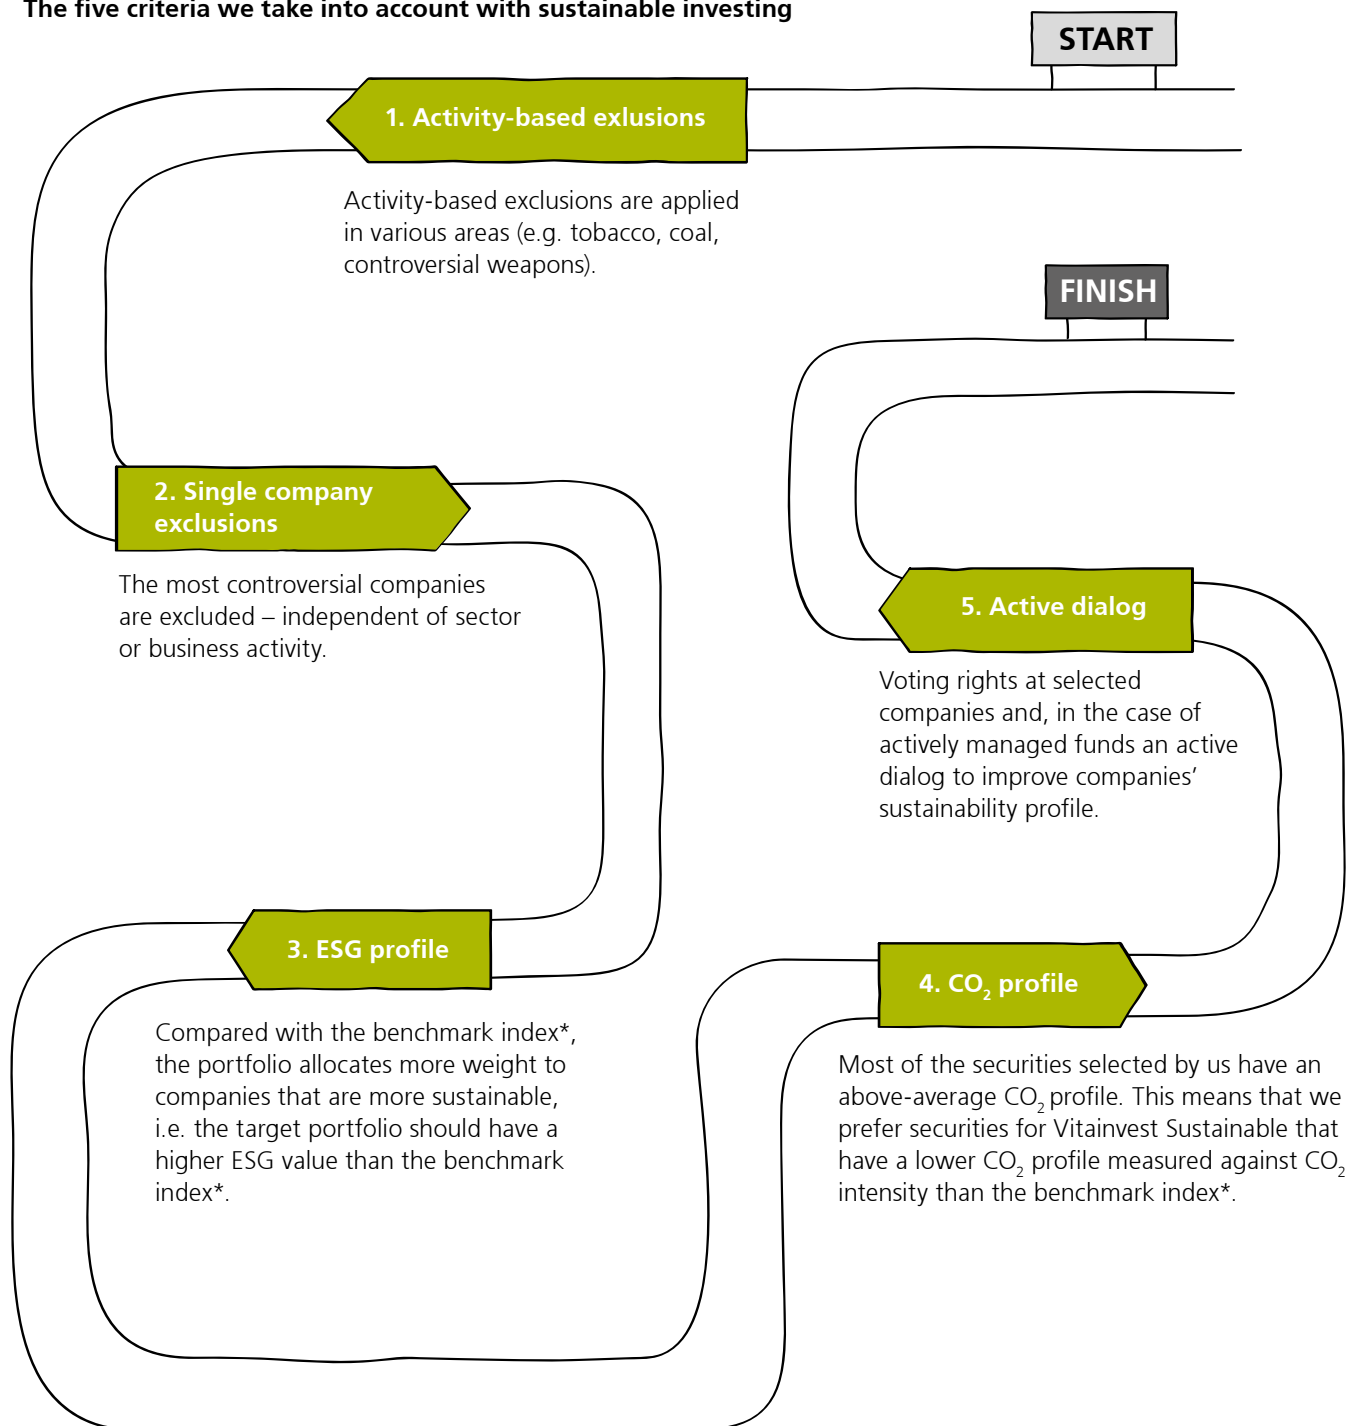 The five criteria we take into account with sustainable investing
START
1. Activity-based exlusions
Activity-based exclusions are applied
in various areas (e.g. tobacco, coal,
controversial weapons).
FINISH
2. Single company
exclusions
The most controversial companies
are excluded – independent of sector
or business activity.
5. Active dialog
Voting rights at selected
companies and, in the case of
actively managed funds an active
dialog to improve companies’
sustainability profile.
3. ESG profile
Compared with the benchmark index*,
the portfolio allocates more weight to
companies that are more sustainable,
i.e. the target portfolio should have a
higher ESG value than the benchmark
index*.
4. CO₂ profile
Most of the securities selected by us have an
above-average CO₂ profile. This means that we
prefer securities for Vitainvest Sustainable that
have a lower CO₂ profile measured against CO₂
intensity than the benchmark index*.